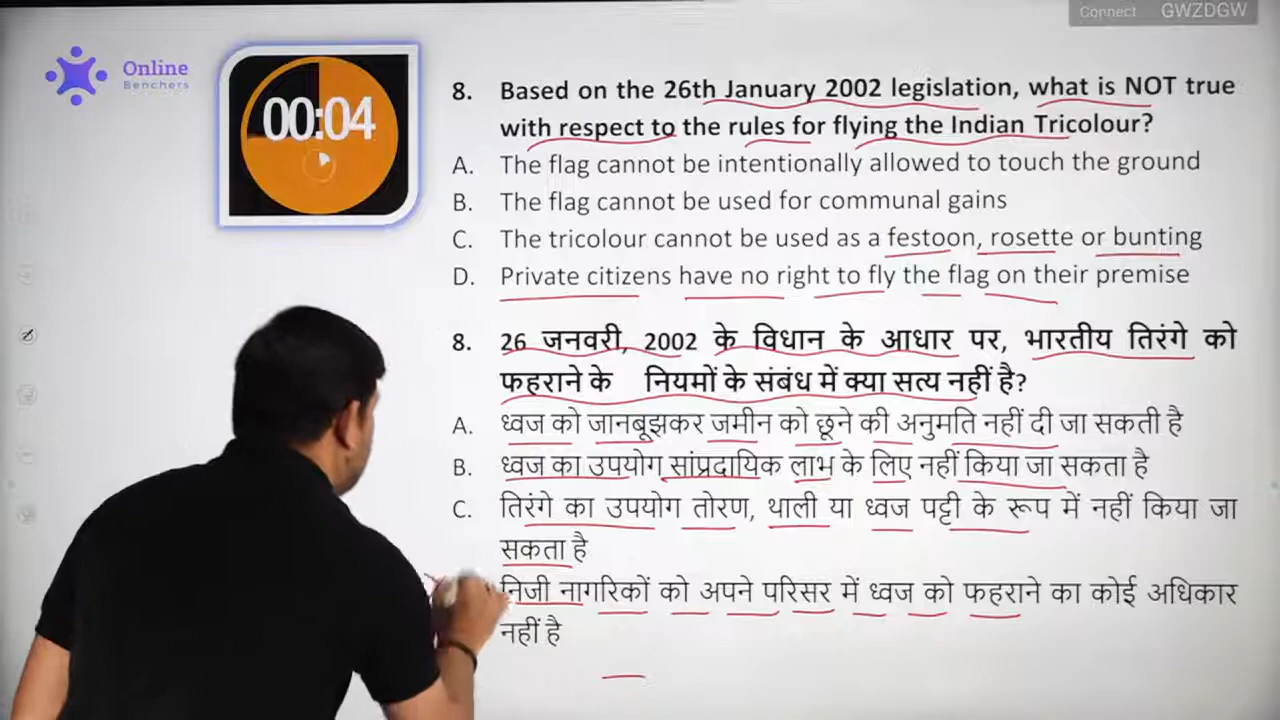 Connect GWZDGW
Online
Benchers
00:04
8. Based on the 26th January 2002 legislation, what is NOT true
with respect to the rules for flying the Indian Tricolour?
A. The flag cannot be intentionally allowed to touch the ground
B. The flag cannot be used for communal gains
C. The tricolour cannot be used as a festoon, rosette or bunting
D. Private citizens have no right to fly the flag on their premise
8. 26 जनवरी, 2002 के विधान के आधार पर, भारतीय तिरंगे को
फहराने के नियमों के संबंध में क्या सत्य नहीं है?
A. ध्वज को जानबूझकर जमीन को छूने की अनुमति नहीं दी जा सकती है
B. ध्वज का उपयोग सांप्रदायिक लाभ के लिए नहीं किया जा सकता है
C. तिरंगे का उपयोग तोरण, थाली या ध्वज पट्टी के रूप में नहीं किया जा
सकता है
निजी नागरिकों को अपने परिसर में ध्वज को फहराने का कोई अधिकार
नहीं है